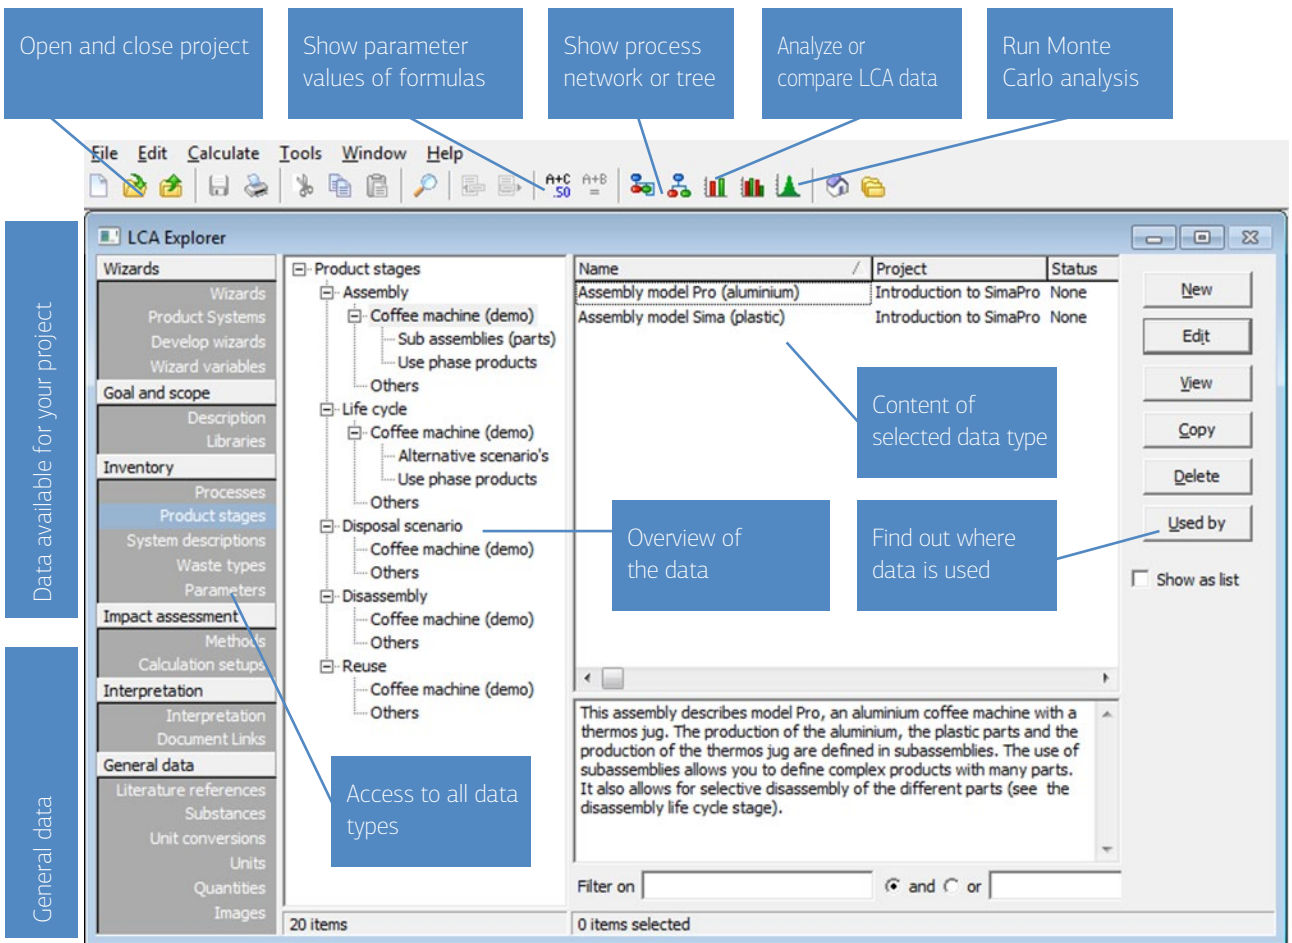 Open and close project
Show parameter
values of formulas
Show process
network or tree
Analyze or
compare LCA data
Run Monte
Carlo analysis
File Edit Calculate Tools Window Help
A+C
.50
A+B
=
Data available for your project
General data
LCA Explorer
Wizards
Wizards
Product Systems
Develop wizards
Wizard variables
Goal and scope
Description
Libraries
Inventory
Processes
Product stages
System descriptions
Waste types
Parameters
Impact assessment
Methods
Calculation setups
Interpretation
Interpretation
Document Links
General data
Literature references
Substances
Unit conversions
Units
Quantities
Images
Product stages
Assembly
Coffee machine (demo)
Sub assemblies (parts)
Use phase products
Others
Life cycle
Coffee machine (demo)
Alternative scenario's
Use phase products
Others
Disposal scenario
Coffee machine (demo)
Others
Disassembly
Coffee machine (demo)
Others
Reuse
Coffee machine (demo)
Others
Access to all data
types
20 items
Name / Project Status
Assembly model Pro (aluminium) Introduction to SimaPro None
Assembly model Sima (plastic) Introduction to SimaPro None
Content of
selected data type
Overview of
the data
Find out where
data is used
This assembly describes model Pro, an aluminium coffee machine with a
thermos jug. The production of the aluminium, the plastic parts and the
production of the thermos jug are defined in subassemblies. The use of
subassemblies allows you to define complex products with many parts.
It also allows for selective disassembly of the different parts (see the
disassembly life cycle stage).
Filter on and or
0 items selected
New
Edit
View
Copy
Delete
Used by
Show as list